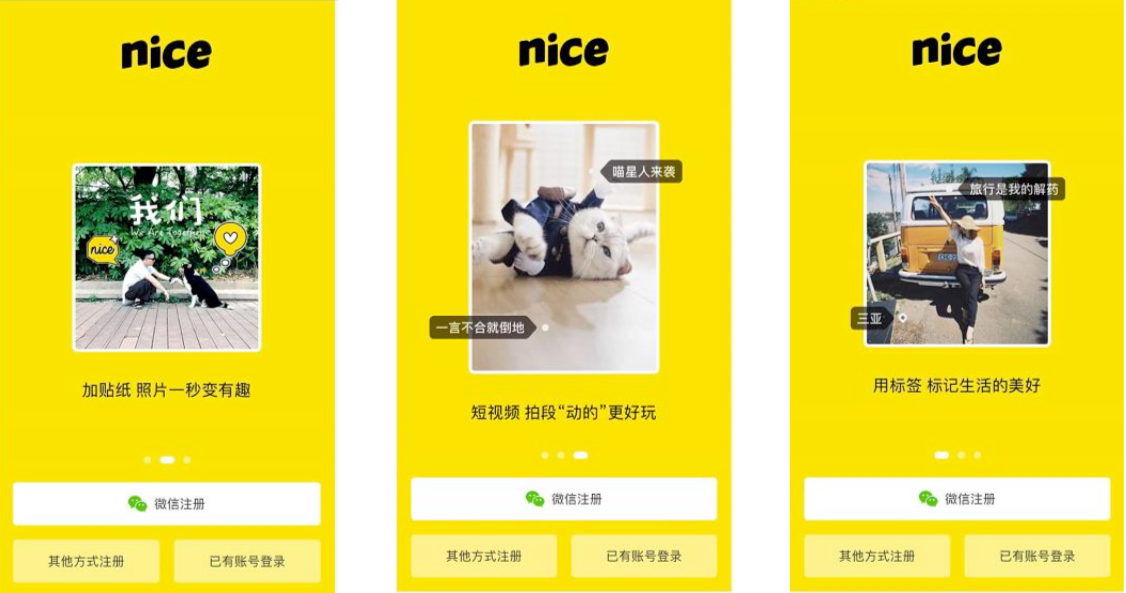 nice
我们
We Are Together
nice
加贴纸 照片一秒变有趣
微信注册
其他方式注册
已有账号登录
nice
喵星人来袭
一言不合就倒地
短视频 拍段“动的”更好玩
微信注册
其他方式注册
已有账号登录
nice
旅行是我的解药
三亚
用标签 标记生活的美好
微信注册
其他方式注册
已有账号登录